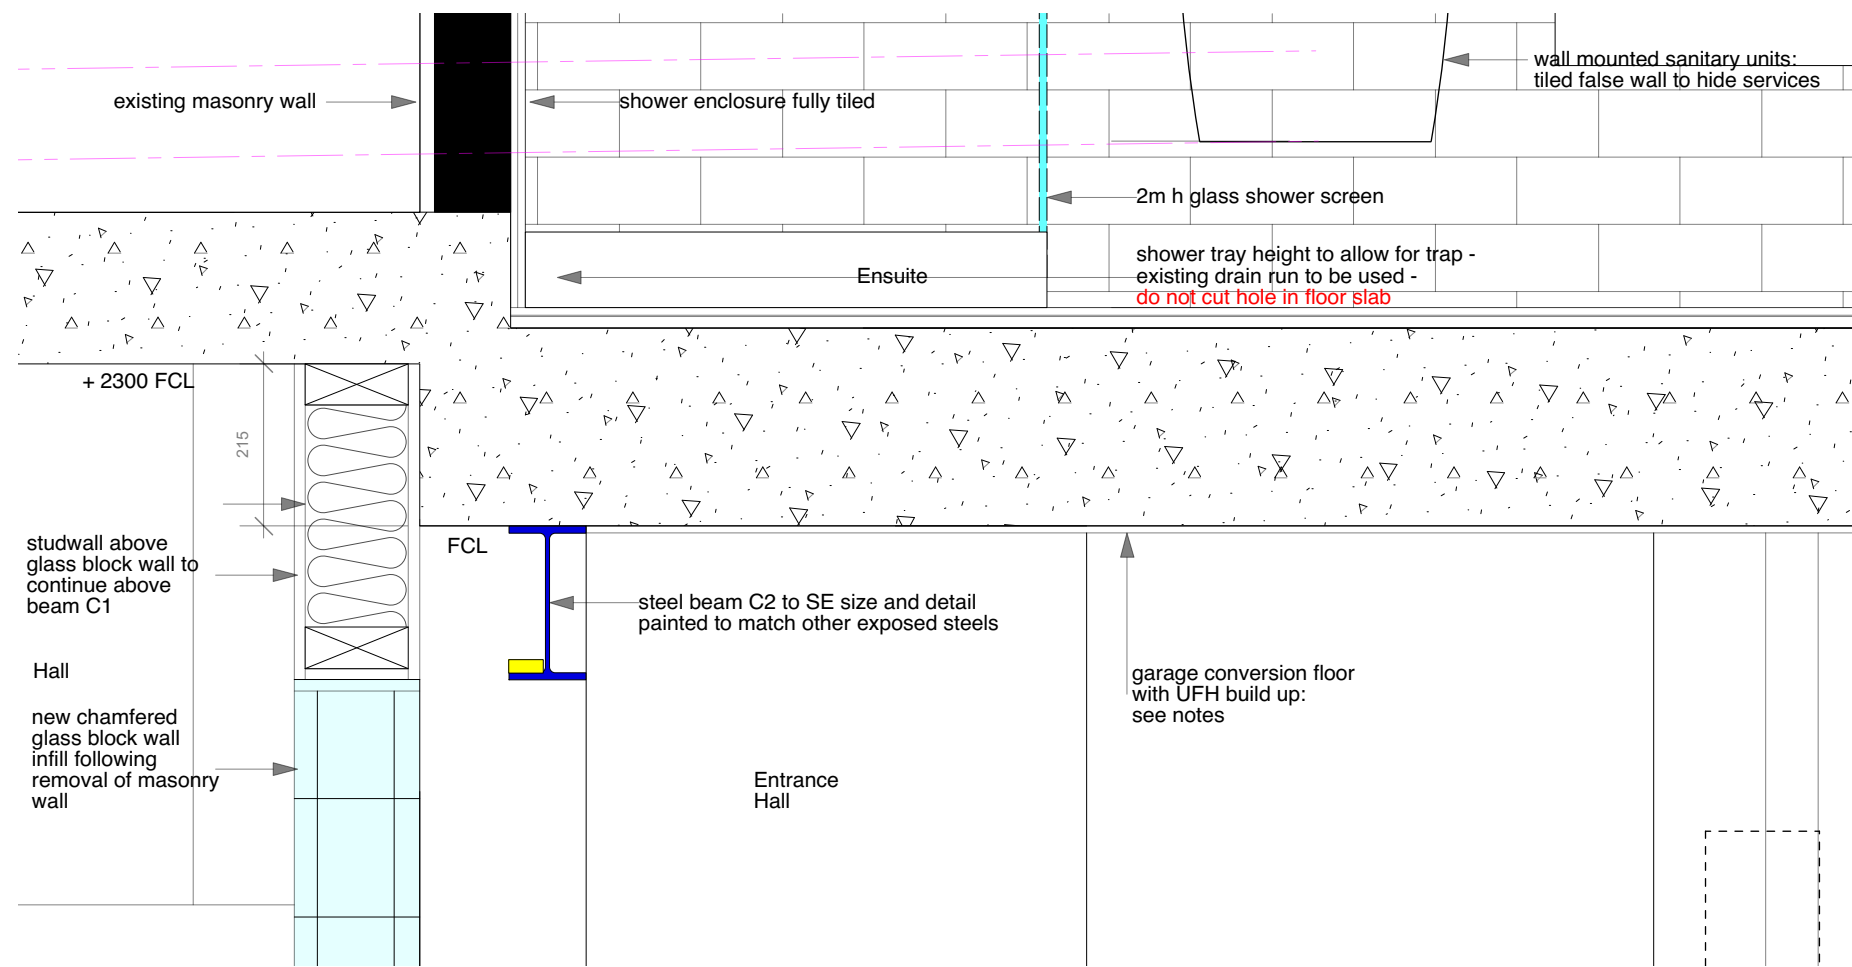 wall mounted sanitary units:
tiled false wall to hide services
existing masonry wall
shower enclosure fully tiled
2m h glass shower screen
shower tray height to allow for trap -
existing drain run to be used -
do not cut hole in floor slab
Ensuite
+ 2300 FCL
215
studwall above
glass block wall to
continue above
beam C1
FCL
steel beam C2 to SE size and detail
painted to match other exposed steels
Hall
garage conversion floor
with UFH build up:
see notes
new chamfered
glass block wall
infill following
removal of masonry
wall
Entrance
Hall